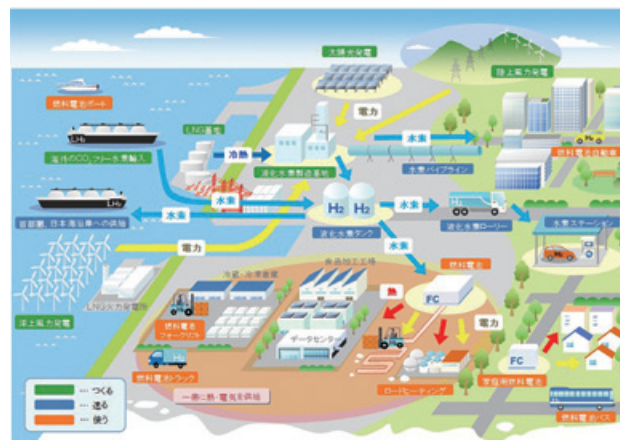 太陽光発電
陸上風力発電
燃料電池ボート
電力
LNG基地
水素
燃料電池自動車
LH₂
冷熱
海外のCO₂フリー水素輸入
液化水素製造基地
水素パイプライン
水素
H₂ H₂
水素
H₂
水素
LH₂
水素
水素ステーション
首都圏、日本海沿岸への供給
液化水素タンク
液化水素ローリー
電力
水素
食品加工工場
燃料電池
冷蔵・冷凍倉庫
熱
FC
洋上風力発電
LNG火力発電所
燃料電池
フォークリフト
データセンター
電力
FC
H₂
燃料電池トラック
ロードヒーティング
家庭用燃料電池
つくる
送る
使う
一帯に熱・電気を供給
燃料電池バス